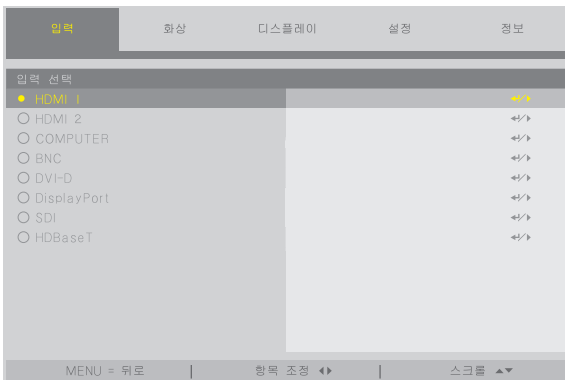 입력 화상 디스플레이 설정 정보
입력 선택
HDMI 1
HDMI 2
COMPUTER
BNC
DVI-D
DisplayPort
SDI
HDBaseT
MENU = 뒤로 | 항목 조정 | 스크롤